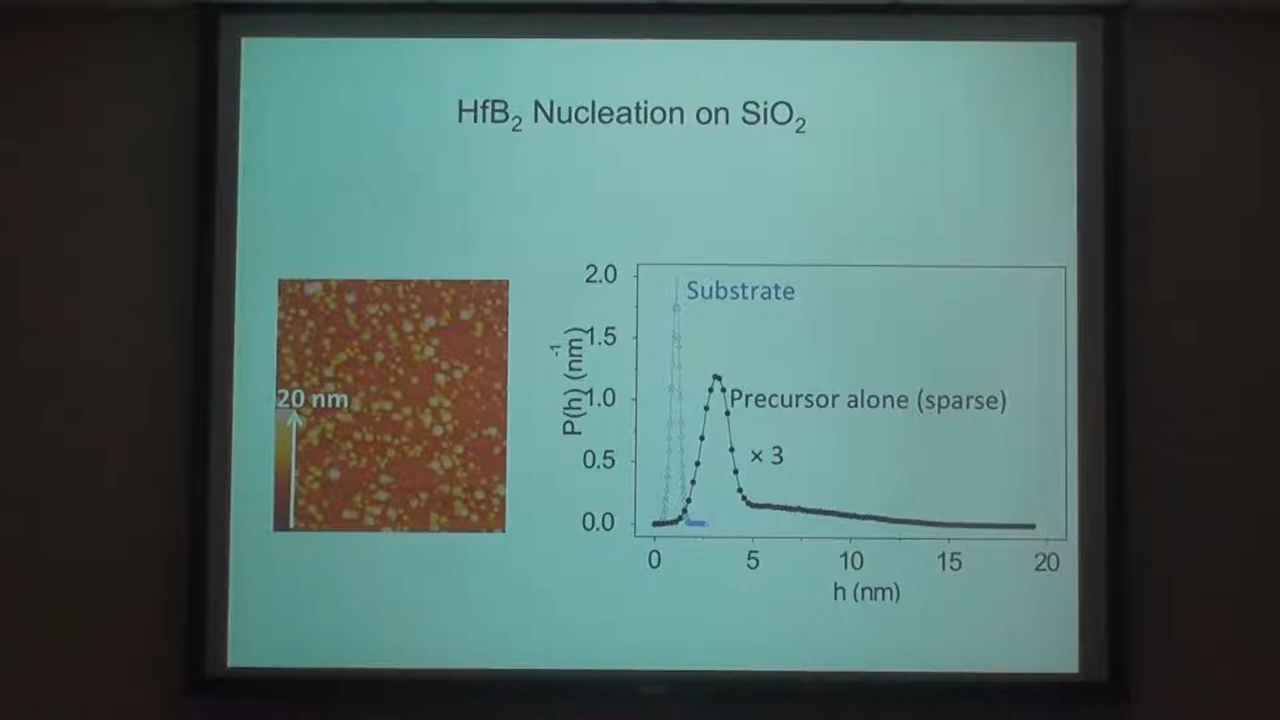 HfB₂ Nucleation on SiO₂
20 nm
2.0
1.5
1.0
0.5
0.0
P(h) (nm)⁻¹
Substrate
Precursor alone (sparse)
× 3
0 5 10 15 20
h (nm)